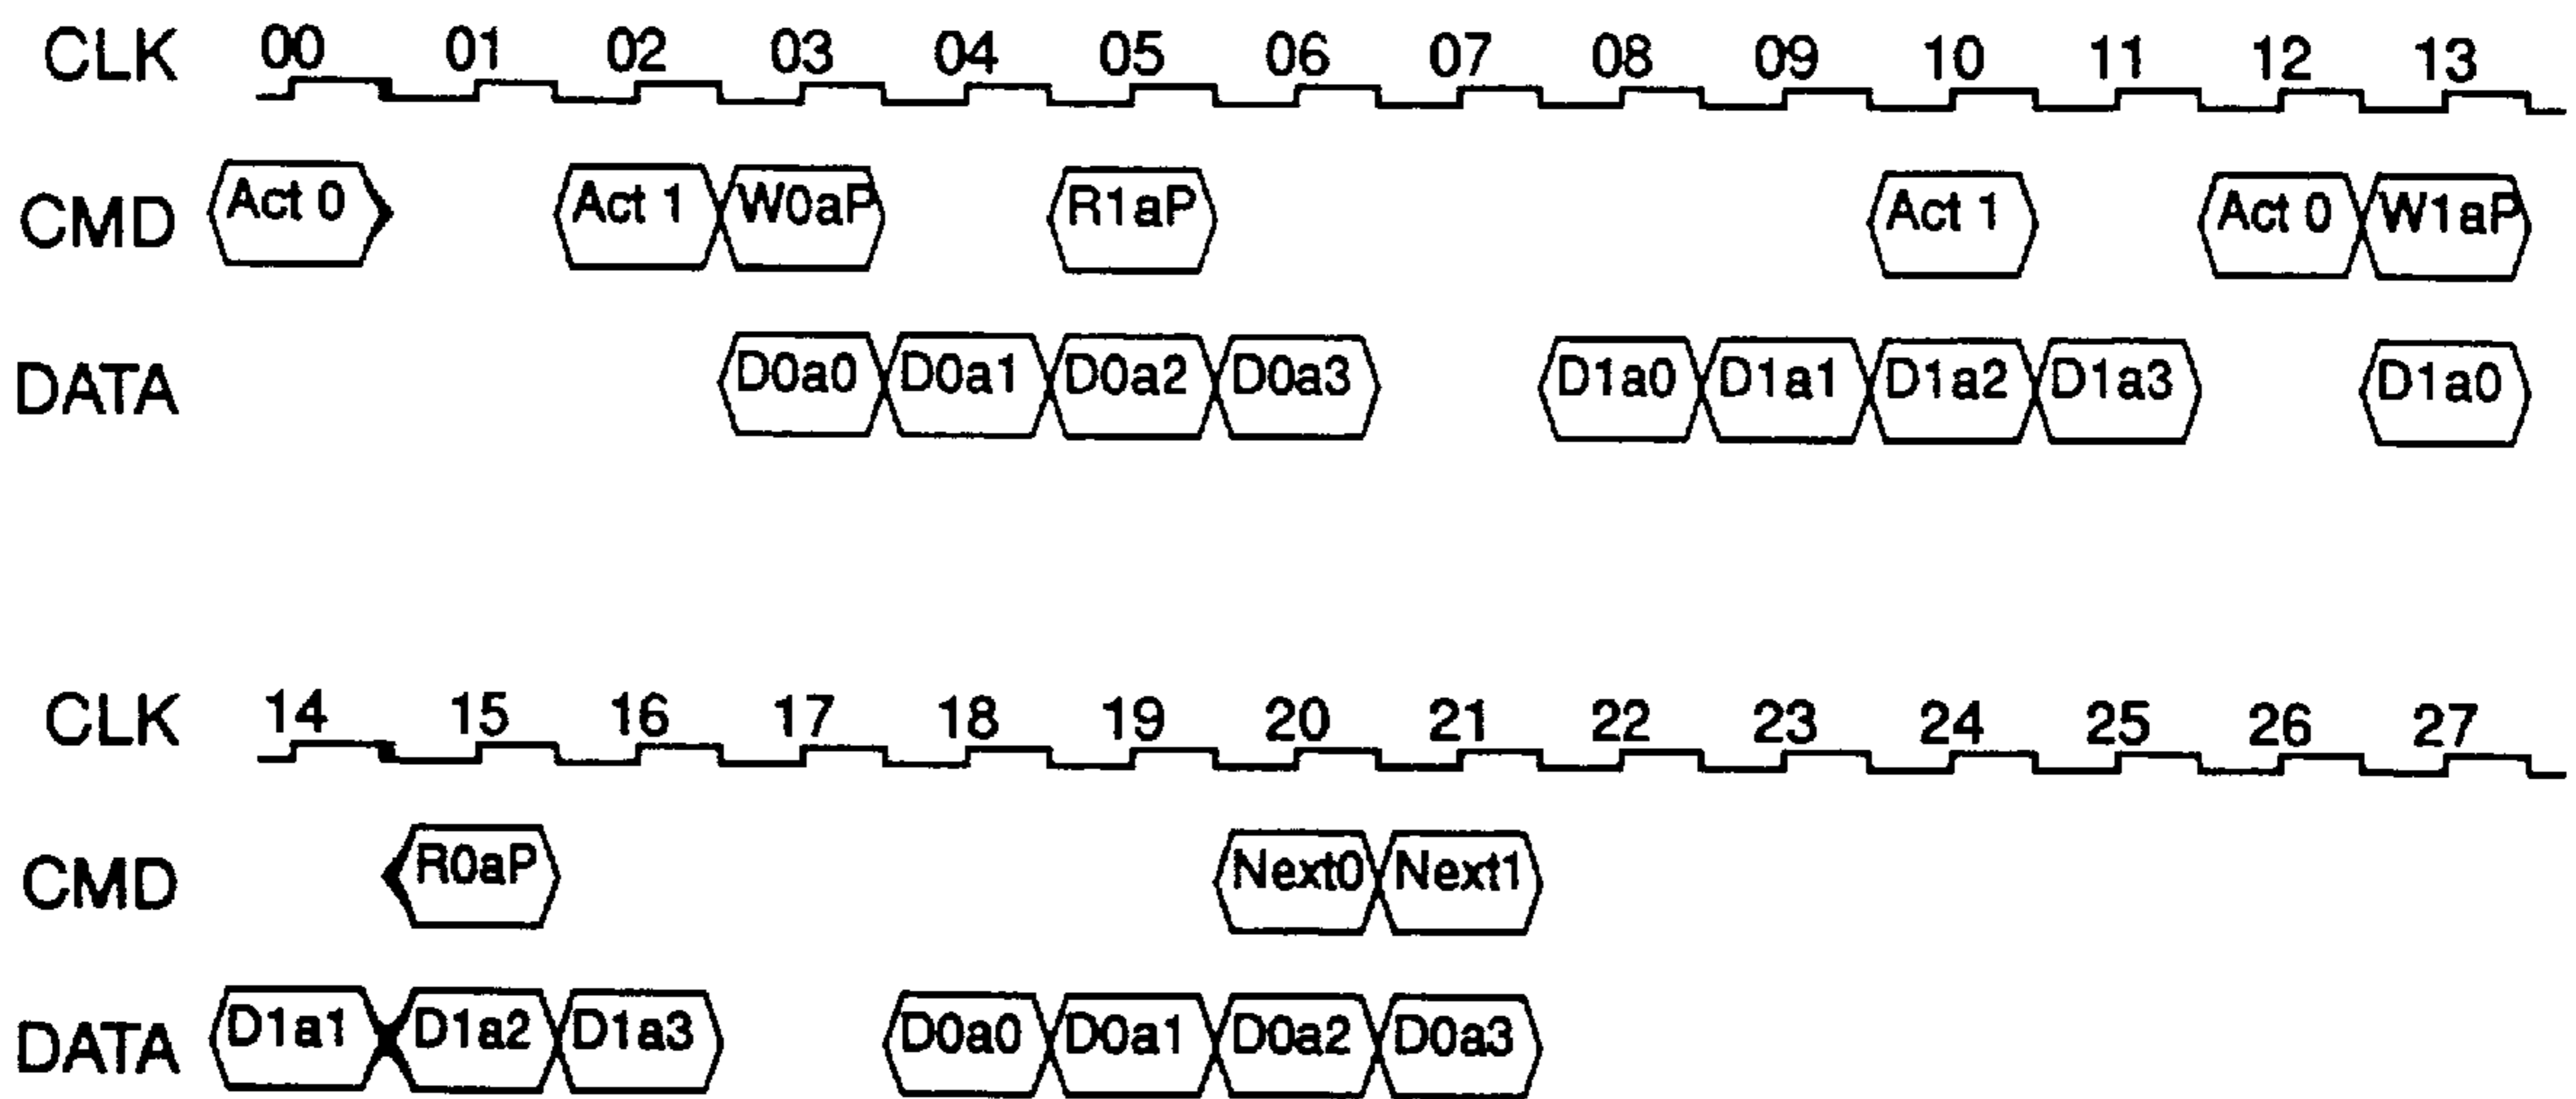 CLK 00 01 02 03 04 05 06 07 08 09 10 11 12 13
CMD Act 0 Act 1 W0aP R1aP Act 1 Act 0 W1aP
DATA D0a0 D0a1 D0a2 D0a3 D1a0 D1a1 D1a2 D1a3 D1a0
CLK 14 15 16 17 18 19 20 21 22 23 24 25 26 27
CMD R0aP Next0 Next1
DATA D1a1 D1a2 D1a3 D0a0 D0a1 D0a2 D0a3